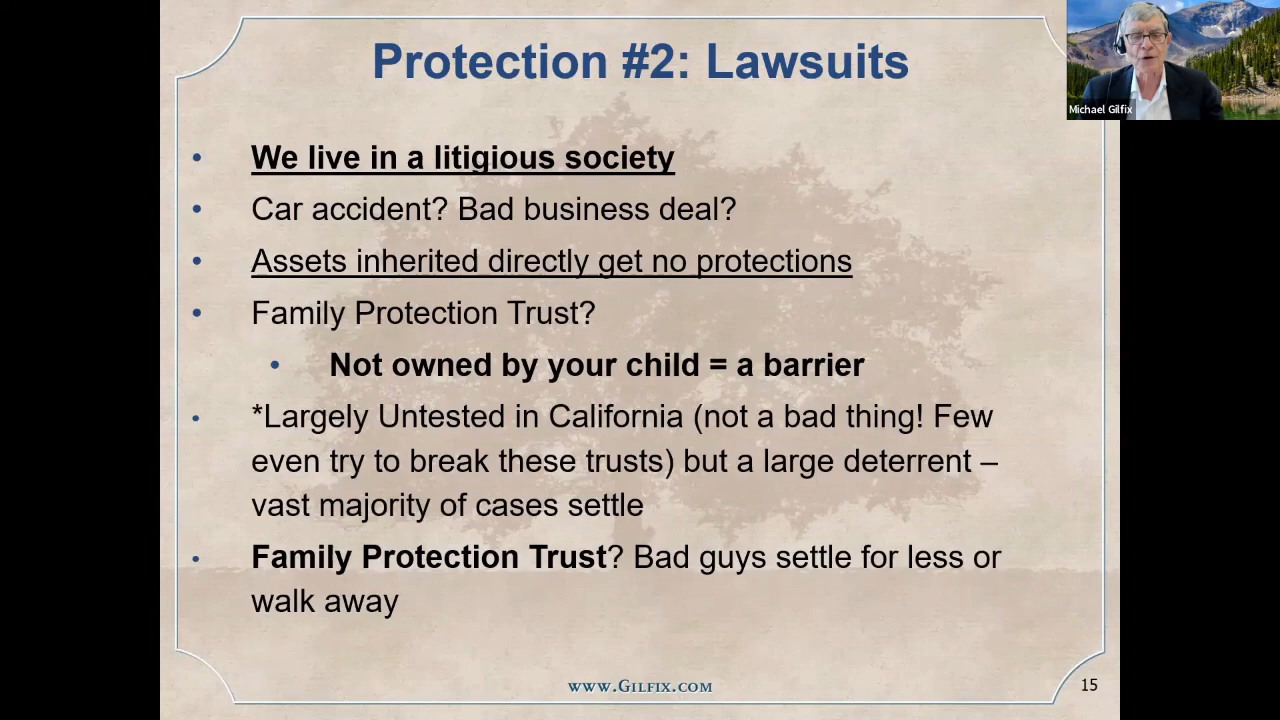 Protection #2: Lawsuits
Michael Gilfix
• We live in a litigious society
• Car accident? Bad business deal?
• Assets inherited directly get no protections
• Family Protection Trust?
• Not owned by your child = a barrier
• *Largely Untested in California (not a bad thing! Few
even try to break these trusts) but a large deterrent –
vast majority of cases settle
• Family Protection Trust? Bad guys settle for less or
walk away
www.Gilfix.com
15